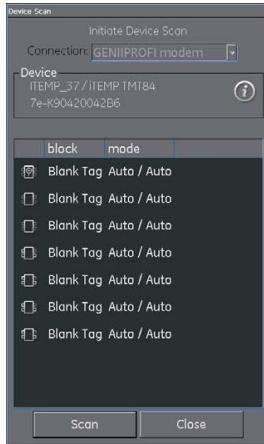 Device Scan
Initiate Device Scan
Connection: GENIIPROFI modem
Device
ITEMP_37 / iTEMP TMT84
7e-K90420042B6
block mode
Blank Tag Auto / Auto
Blank Tag Auto / Auto
Blank Tag Auto / Auto
Blank Tag Auto / Auto
Blank Tag Auto / Auto
Blank Tag Auto / Auto
Blank Tag Auto / Auto
Scan Close